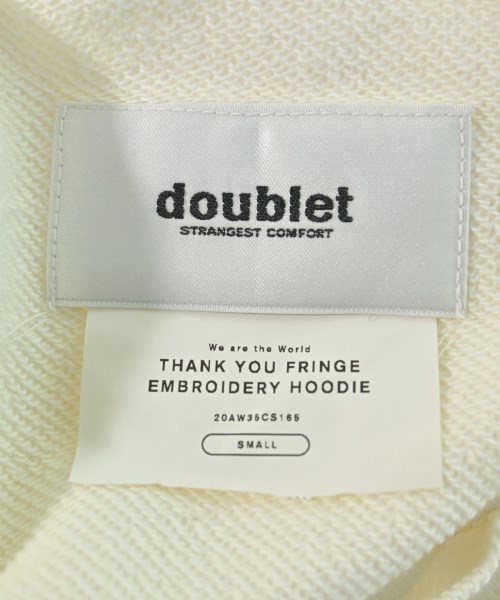 doublet
STRANGEST COMFORT
We are the World
THANK YOU FRINGE
EMBROIDERY HOODIE
20AW35CS165
SMALL